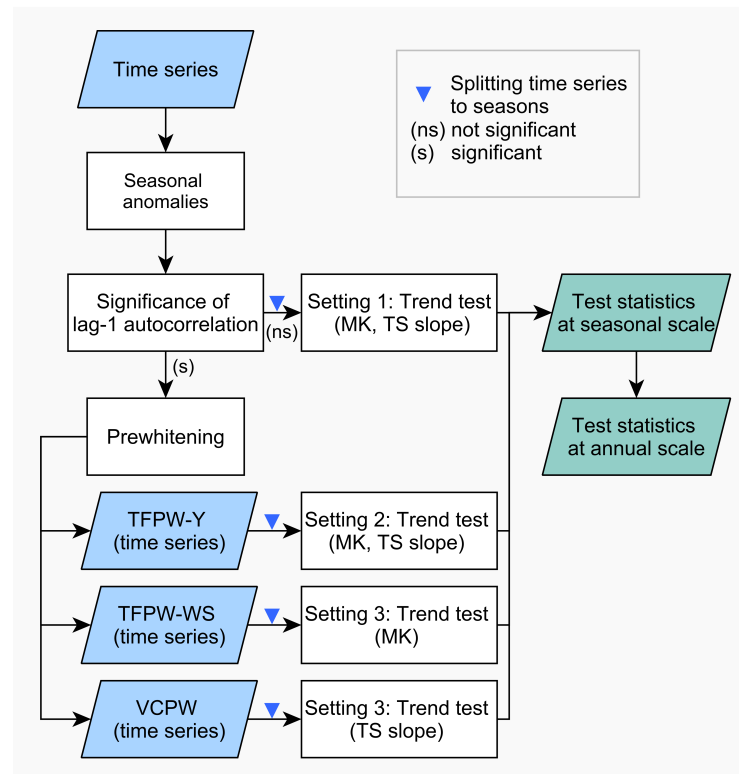 Time series
Splitting time series
to seasons
(ns) not significant
(s) significant
Seasonal
anomalies
Significance of
lag-1 autocorrelation
(ns)
Setting 1: Trend test
(MK, TS slope)
Test statistics
at seasonal scale
(s)
Prewhitening
Test statistics
at annual scale
TFPW-Y
(time series)
Setting 2: Trend test
(MK, TS slope)
TFPW-WS
(time series)
Setting 3: Trend test
(MK)
VCPW
(time series)
Setting 3: Trend test
(TS slope)